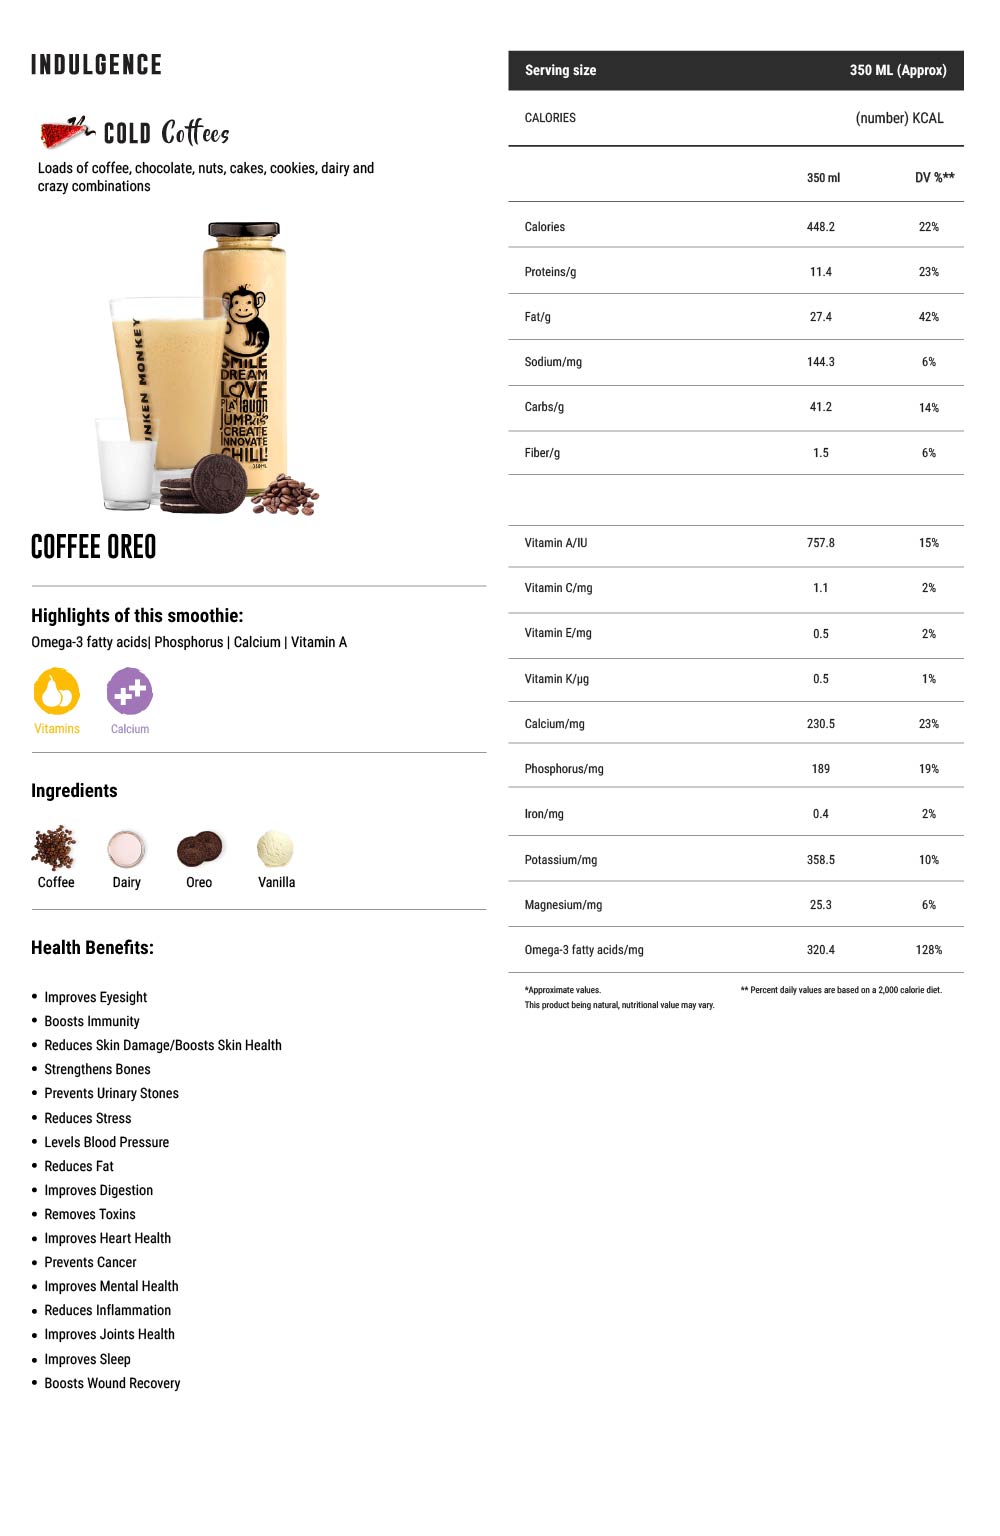 INDULGENCE
COLD Coffees
Loads of coffee, chocolate, nuts, cakes, cookies, dairy and
crazy combinations
UNKEN MONKEY
SMILE
DREAM
LOVE
PLAY laugh
JUMP KISS
CREATE
INNOVATE
CHILL!
350ML
COFFEE OREO
Highlights of this smoothie:
Omega-3 fatty acids| Phosphorus | Calcium | Vitamin A
Vitamins Calcium
Ingredients
Coffee Dairy Oreo Vanilla
Health Benefits:
• Improves Eyesight
• Boosts Immunity
• Reduces Skin Damage/Boosts Skin Health
• Strengthens Bones
• Prevents Urinary Stones
• Reduces Stress
• Levels Blood Pressure
• Reduces Fat
• Improves Digestion
• Removes Toxins
• Improves Heart Health
• Prevents Cancer
• Improves Mental Health
• Reduces Inflammation
• Improves Joints Health
• Improves Sleep
• Boosts Wound Recovery
Serving size 350 ML (Approx)
CALORIES (number) KCAL
350 ml DV %**
Calories 448.2 22%
Proteins/g 11.4 23%
Fat/g 27.4 42%
Sodium/mg 144.3 6%
Carbs/g 41.2 14%
Fiber/g 1.5 6%
Vitamin A/IU 757.8 15%
Vitamin C/mg 1.1 2%
Vitamin E/mg 0.5 2%
Vitamin K/µg 0.5 1%
Calcium/mg 230.5 23%
Phosphorus/mg 189 19%
Iron/mg 0.4 2%
Potassium/mg 358.5 10%
Magnesium/mg 25.3 6%
Omega-3 fatty acids/mg 320.4 128%
*Approximate values. ** Percent daily values are based on a 2,000 calorie diet.
This product being natural, nutritional value may vary.